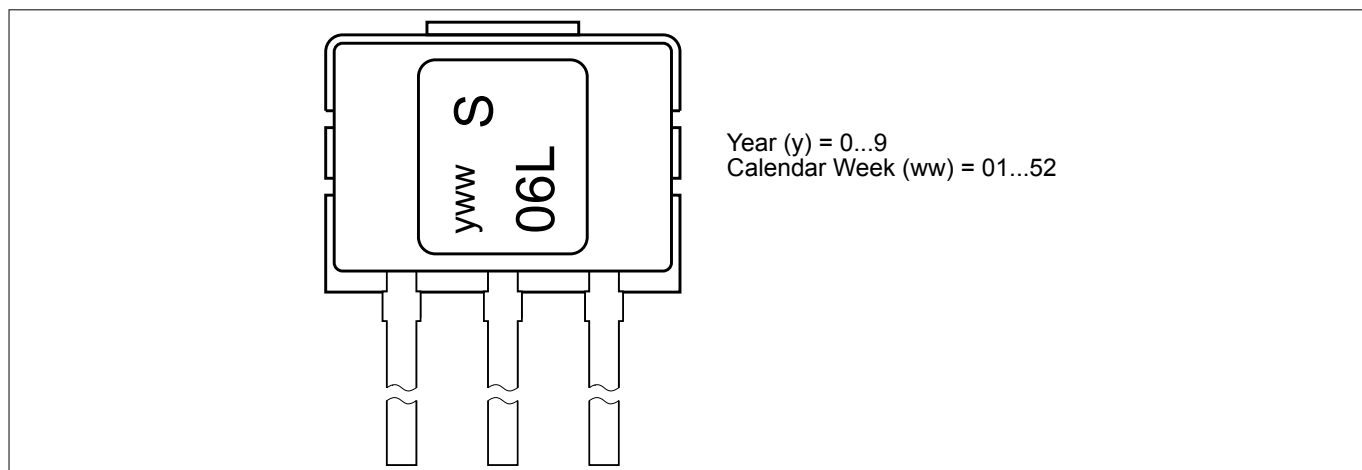 yww S
06L
Year (y) = 0...9
Calendar Week (ww) = 01...52